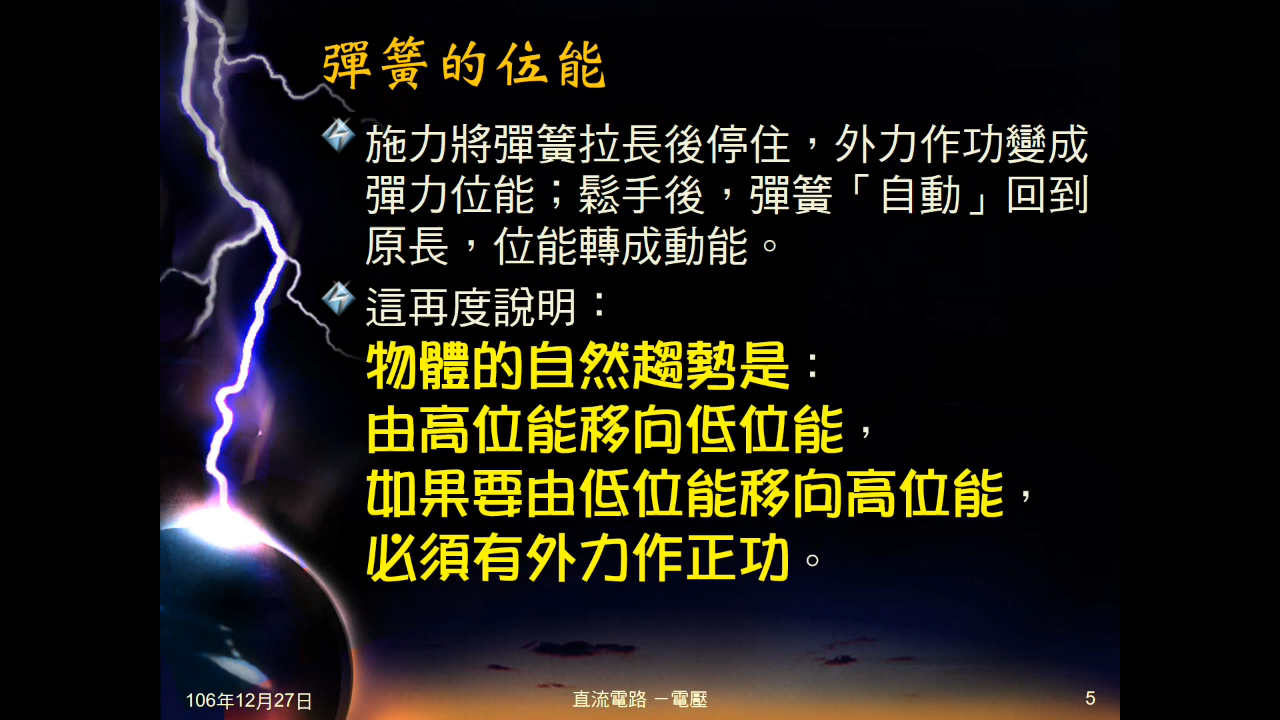 彈簧的位能
施力將彈簧拉長後停住，外力作功變成
彈力位能；鬆手後，彈簧「自動」回到
原長，位能轉成動能。
這再度說明：
物體的自然趨勢是：
由高位能移向低位能，
如果要由低位能移向高位能，
必須有外力作正功。
106年12月27日
直流電路 －電壓
5